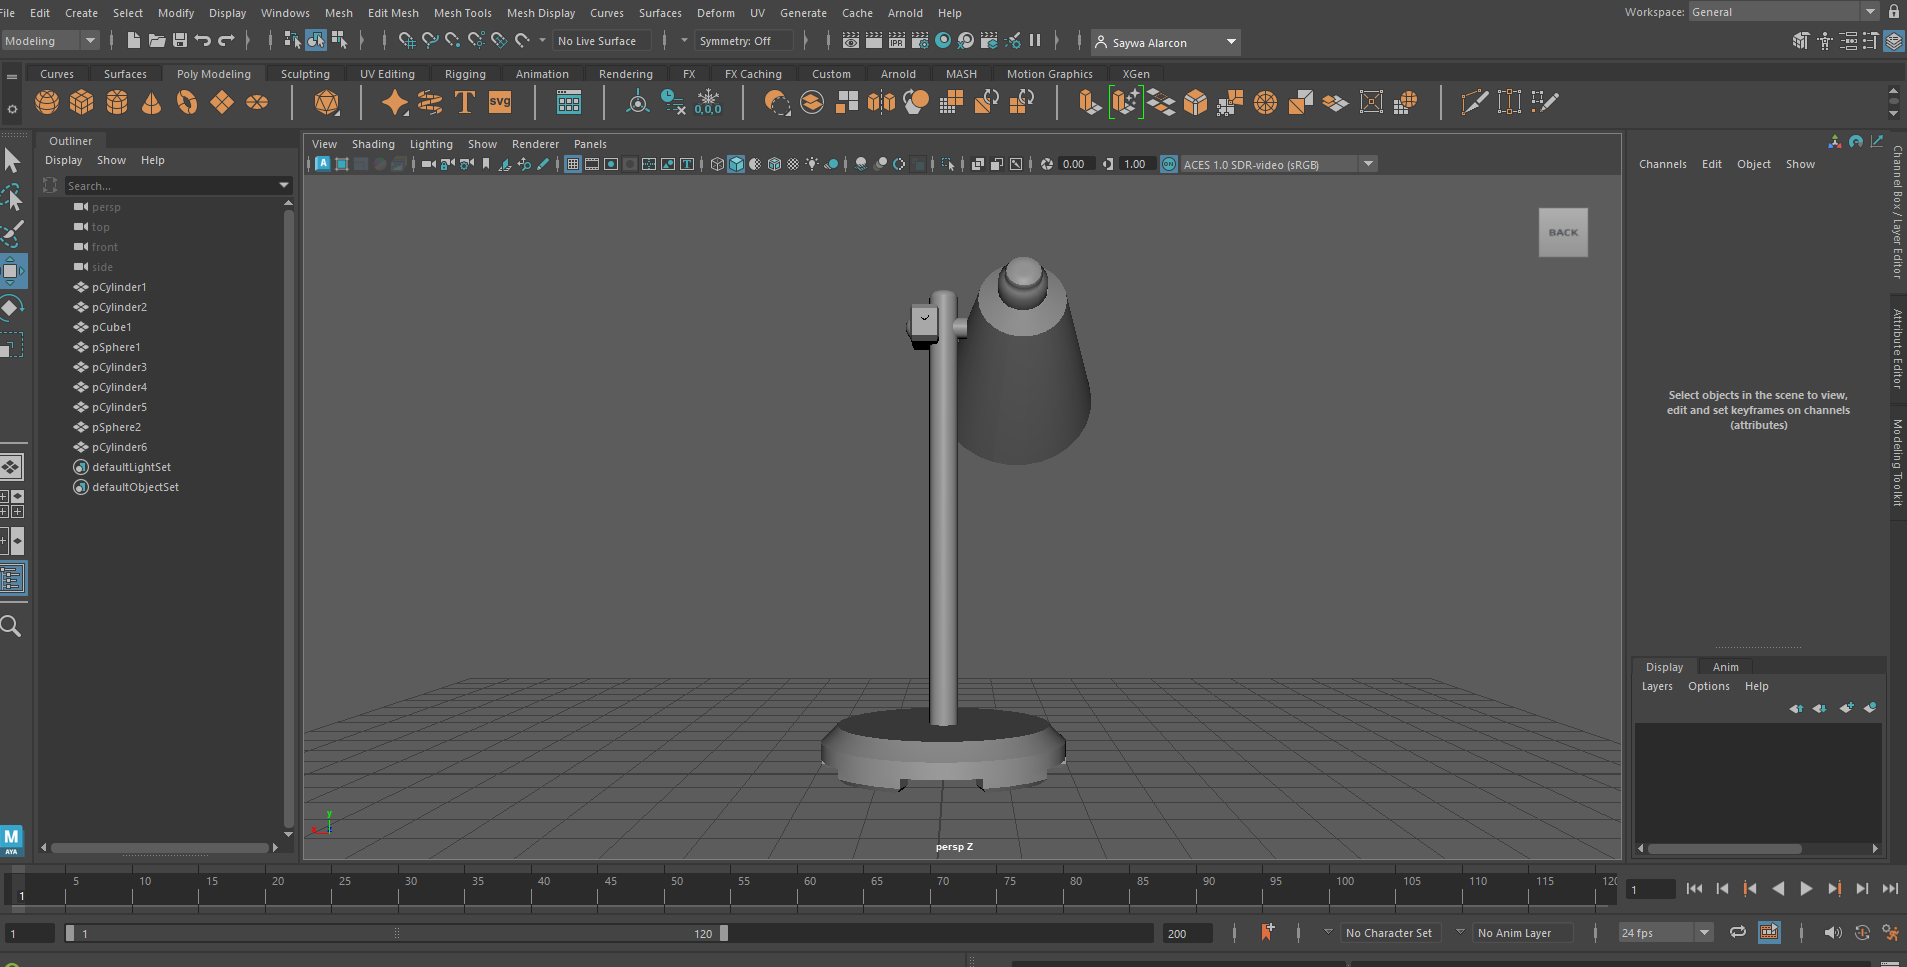 File Edit Create Select Modify Display Windows Mesh Edit Mesh Mesh Tools Mesh Display Curves Surfaces Deform UV Generate Cache Arnold Help
Workspace: General
Modeling
No Live Surface
Symmetry: Off
Saywa Alarcon
Curves Surfaces Poly Modeling Sculpting UV Editing Rigging Animation Rendering FX FX Caching Custom Arnold MASH Motion Graphics XGen
T
SVG
0,0,0
IPR
Outliner
Display Show Help
Search...
persp
top
front
side
pCylinder1
pCylinder2
pCube1
pSphere1
pCylinder3
pCylinder4
pCylinder5
pSphere2
pCylinder6
defaultLightSet
defaultObjectSet
View Shading Lighting Show Renderer Panels
A
T
0.00
1.00
ON
ACES 1.0 SDR-video (sRGB)
BACK
y
persp Z
Channels Edit Object Show
Select objects in the scene to view,
edit and set keyframes on channels
(attributes)
Channel Box / Layer Editor
Attribute Editor
Modeling Toolkit
Display Anim
Layers Options Help
M
AYA
1
5 10 15 20 25 30 35 40 45 50 55 60 65 70 75 80 85 90 95 100 105 110 115 120
1
1
1
120
200
No Character Set
No Anim Layer
24 fps